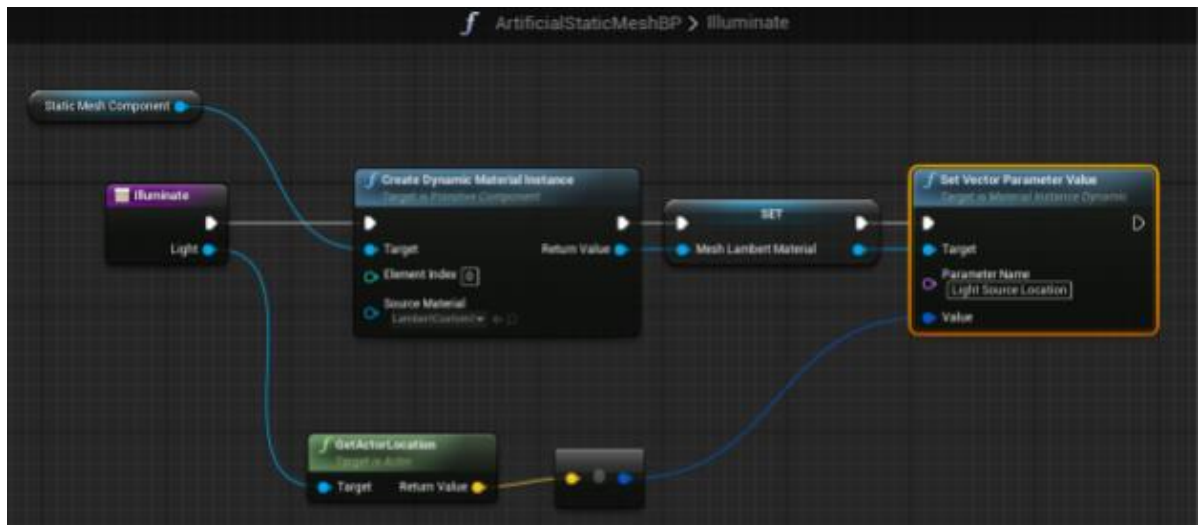 ArtificialStaticMeshBP > Illuminate
Static Mesh Component
Illuminate
Light
Create Dynamic Material Instance
Target is Primitive Component
Target
Return Value
Element Index 0
Source Material
SET
Mesh Lambert Material
Set Vector Parameter Value
Target is Material Instance Dynamic
Target
Parameter Name
Light Source Location
Value
GetActorLocation
Target is Actor
Target
Return Value